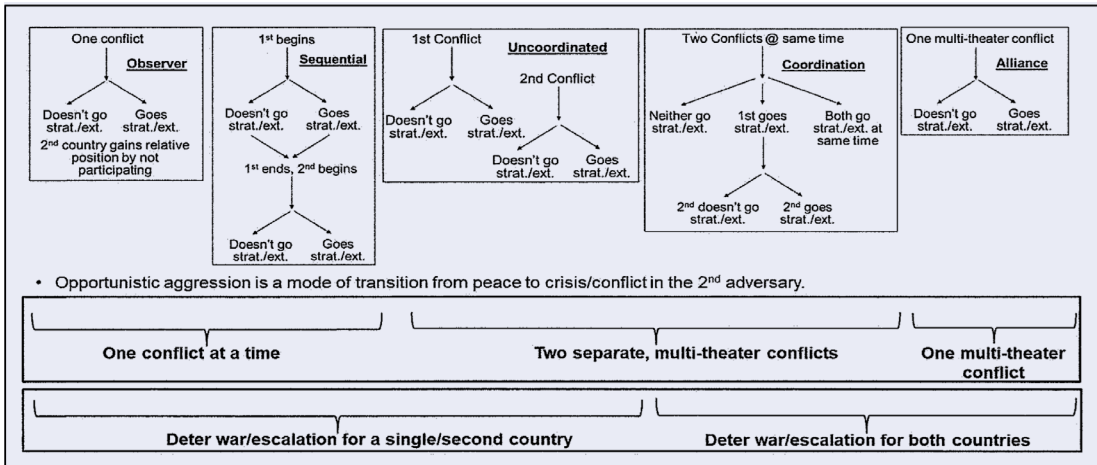 One conflict
Observer
Doesn't go
strat./ext.
Goes
strat./ext.
2nd country gains relative
position by not
participating
1st begins
Sequential
Doesn't go
strat./ext.
Goes
strat./ext.
1st ends, 2nd begins
Doesn't go
strat./ext.
Goes
strat./ext.
1st Conflict
Uncoordinated
2nd Conflict
Doesn't go
strat./ext.
Goes
strat./ext.
Doesn't go
strat./ext.
Goes
strat./ext.
Two Conflicts @ same time
Coordination
Neither go
strat./ext.
1st goes
strat./ext.
Both go
strat./ext. at
same time
2nd doesn't go
strat./ext.
2nd goes
strat./ext.
One multi-theater conflict
Alliance
Doesn't go
strat./ext.
Goes
strat./ext.
• Opportunistic aggression is a mode of transition from peace to crisis/conflict in the 2nd adversary.
One conflict at a time
Two separate, multi-theater conflicts
One multi-theater
conflict
Deter war/escalation for a single/second country
Deter war/escalation for both countries